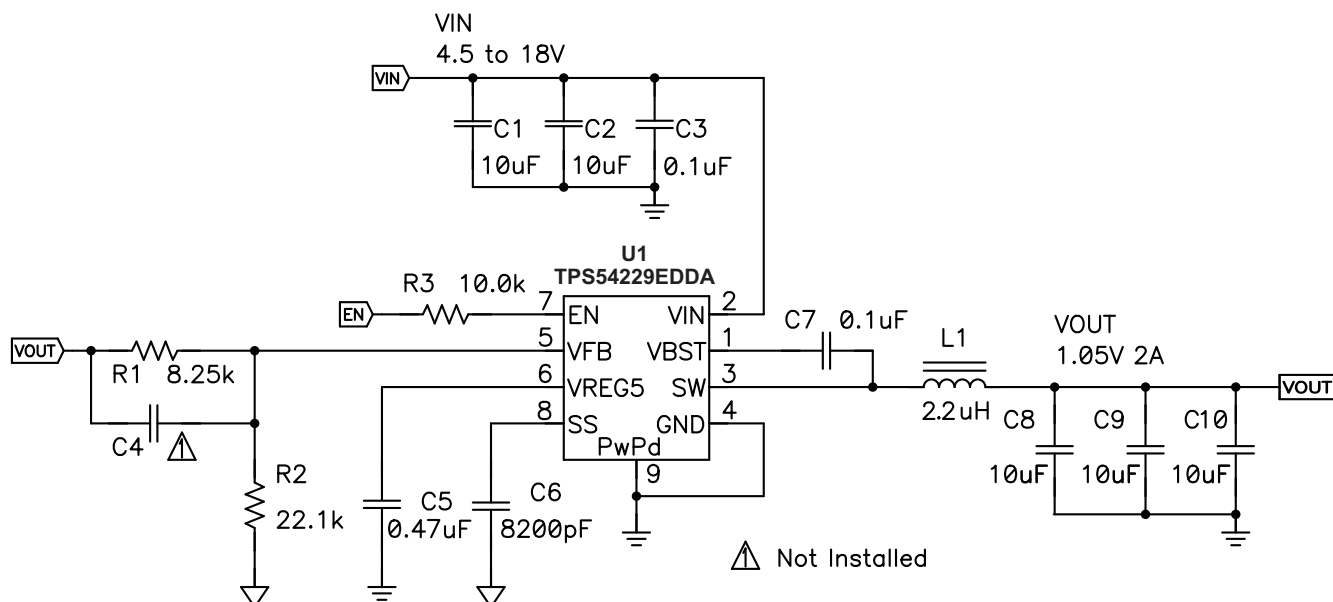 VIN
4.5 to 18V
VIN
C1
10uF
C2
10uF
C3
0.1uF
U1
TPS54229EDDA
R3 10.0k
EN
7
EN
VIN
2
VOUT
R1 8.25k
5
VFB
VBST
1
C7 0.1uF
6
VREG5
SW
3
L1
2.2uH
VOUT
1.05V 2A
VOUT
8
SS
GND
4
PwPd
9
C4
1
R2
22.1k
C5
0.47uF
C6
8200pF
C8
10uF
C9
10uF
C10
10uF
1 Not Installed